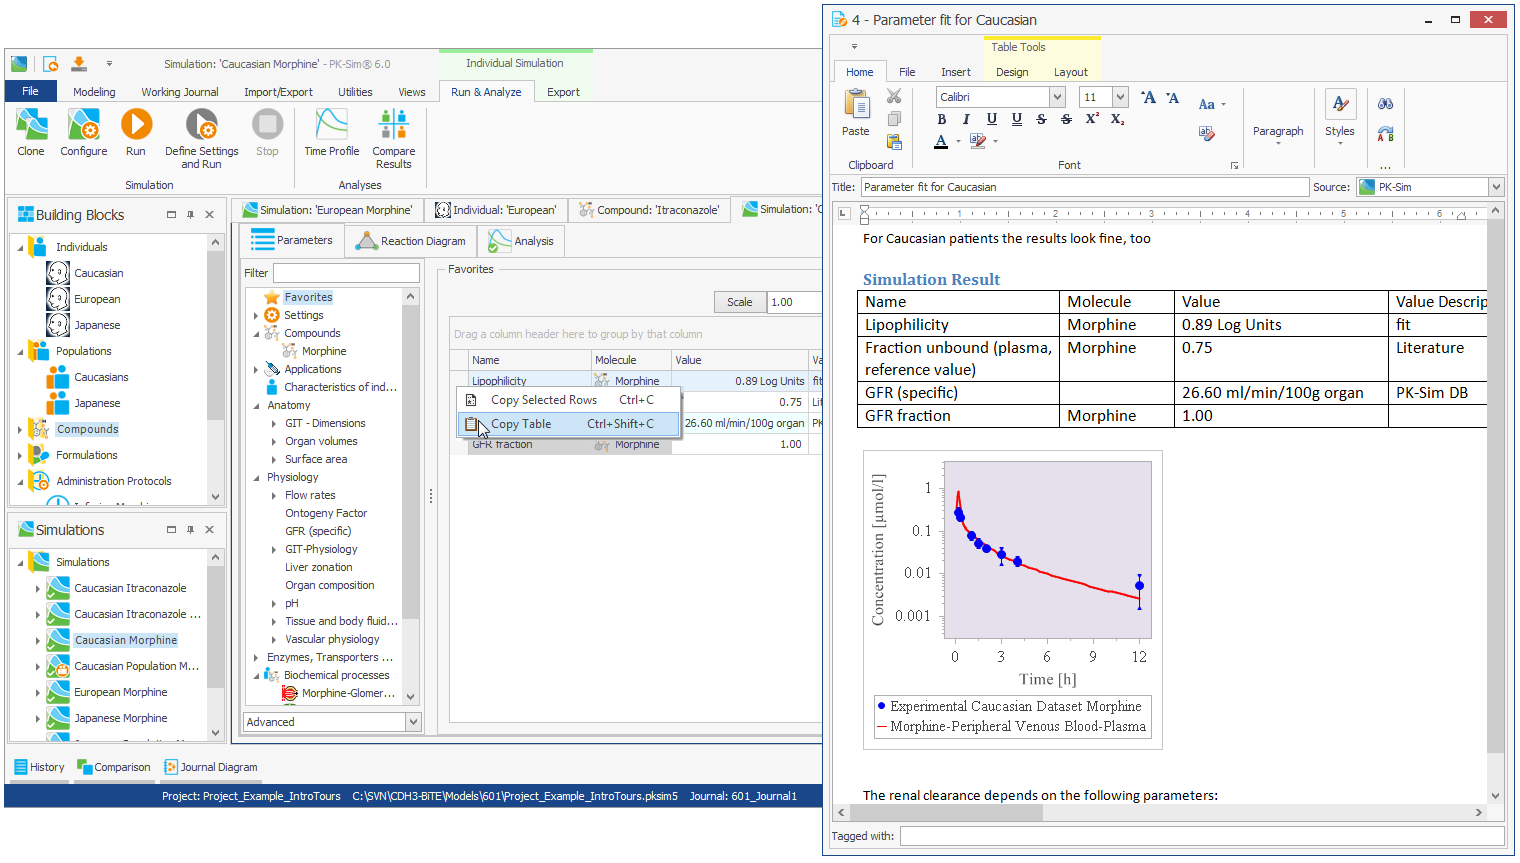 Simulation: 'Caucasian Morphine' - PK-Sim® 6.0
Individual Simulation
File
Modeling
Working Journal
Import/Export
Utilities
Views
Run & Analyze
Export
Clone
Configure
Run
Define Settings
and Run
Stop
Time Profile
Compare
Results
Simulation
Analyses
Building Blocks
Individuals
Caucasian
European
Japanese
Populations
Caucasians
Japanese
Compounds
Formulations
Administration Protocols
Simulations
Simulations
Caucasian Itraconazole
Caucasian Itraconazole ...
Caucasian Morphine
Caucasian Population M...
European Morphine
Japanese Morphine
Simulation: 'European Morphine'
Individual: 'European'
Compound: 'Itraconazole'
Simulation: 'C
Parameters
Reaction Diagram
Analysis
Filter
Favorites
Settings
Compounds
Morphine
Applications
Characteristics of ind...
Anatomy
GIT - Dimensions
Organ volumes
Surface area
Physiology
Flow rates
Ontogeny Factor
GFR (specific)
GIT-Physiology
Liver zonation
Organ composition
pH
Tissue and body fluid...
Vascular physiology
Enzymes, Transporters ...
Biochemical processes
Morphine-Glomer...
Advanced
Favorites
Scale 1.00
Drag a column header here to group by that column
Name Molecule Value Va
Lipophilicity Morphine 0.89 Log Units fit
0.75 Lit
26.60 ml/min/100g organ PK
GFR fraction Morphine 1.00
Copy Selected Rows Ctrl+C
Copy Table Ctrl+Shift+C
History
Comparison
Journal Diagram
Project: Project_Example_IntroTours C:\SVN\CDH3-BiTE\Models\601\Project_Example_IntroTours.pksim5 Journal: 601_Journal1
4 - Parameter fit for Caucasian
Table Tools
Home
File
Insert
Design
Layout
Paste
Clipboard
Calibri
11
A A
Aa
B I U U S S X² X₂
A ab
ab
Font
Paragraph
A
Styles
...
Title: Parameter fit for Caucasian
Source: PK-Sim
L
1 2 3 4 5 6
For Caucasian patients the results look fine, too
Simulation Result
Name Molecule Value Value Descrip
Lipophilicity Morphine 0.89 Log Units fit
Fraction unbound (plasma, Morphine 0.75 Literature
reference value)
GFR (specific) 26.60 ml/min/100g organ PK-Sim DB
GFR fraction Morphine 1.00
Concentration [µmol/l]
1
0.1
0.01
0.001
0 3 6 9 12
Time [h]
Experimental Caucasian Dataset Morphine
Morphine-Peripheral Venous Blood-Plasma
The renal clearance depends on the following parameters:
Tagged with: